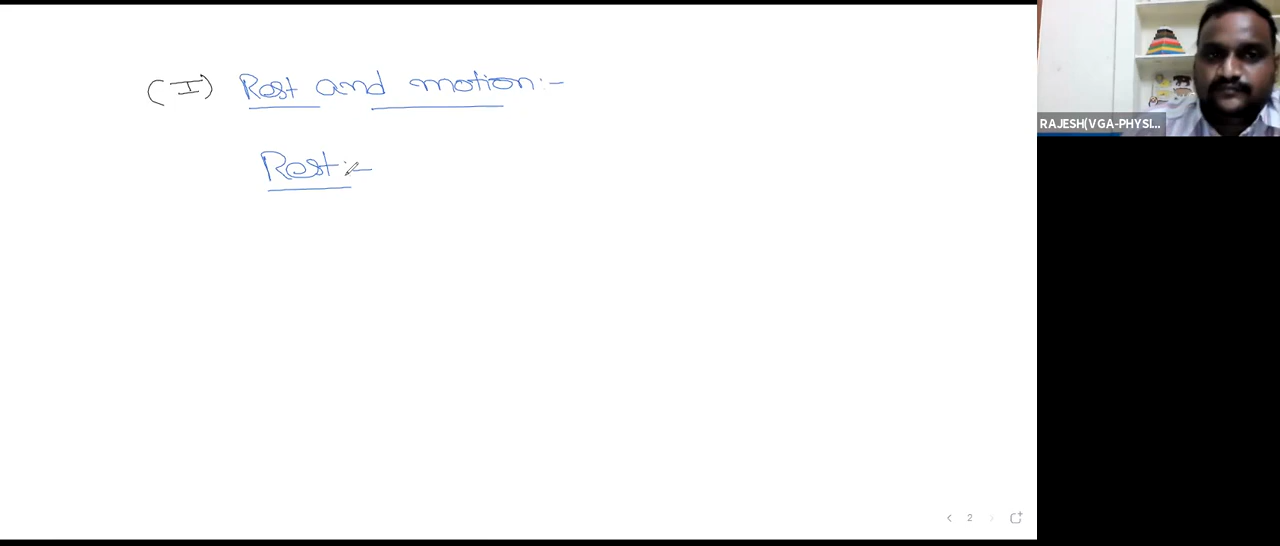 (I) Rest and motion:-
RAJESH(VGA-PHYSI...
Rest:-
2